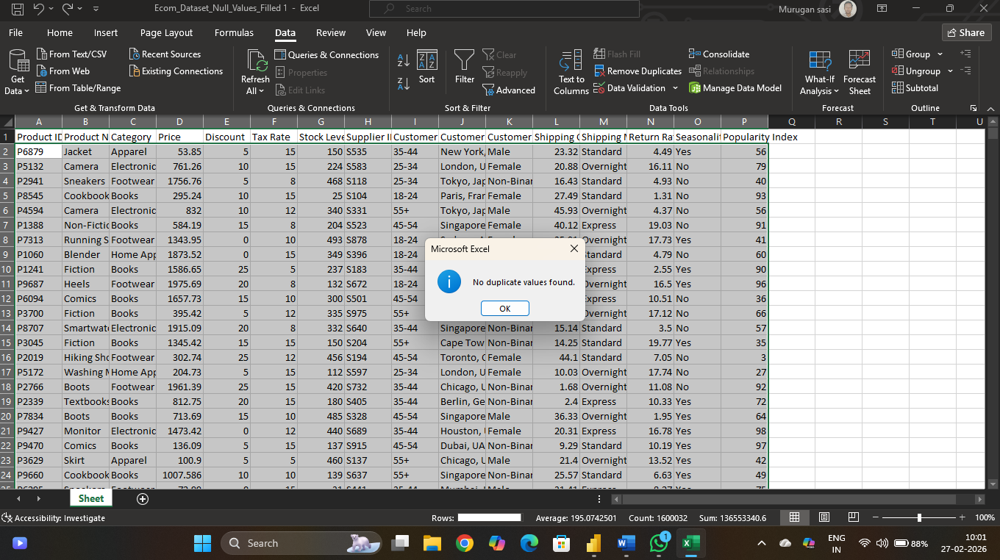 Ecom_Dataset_Null_Values_Filled 1 - Excel
Search
Murugan sasi
File Home Insert Page Layout Formulas Data Review View Help
Share
Get Data
From Text/CSV
From Web
From Table/Range
Recent Sources
Existing Connections
Get & Transform Data
Refresh All
Queries & Connections
Properties
Edit Links
Queries & Connections
Sort
Filter
Clear
Reapply
Advanced
Sort & Filter
Text to Columns
Flash Fill
Remove Duplicates
Data Validation
Consolidate
Relationships
Manage Data Model
Data Tools
What-If Analysis
Forecast Sheet
Forecast
Group
Ungroup
Subtotal
Outline
A B C D E F G H I J K L M N O P Q R S T U
1 Product ID Product N Category Price Discount Tax Rate Stock Leve Supplier I Customer Customer Customer Shipping Shipping Return Ra Seasonali Popularity Index
2 P6879 Jacket Apparel 53.85 5 15 150 S535 35-44 New York, Male 23.32 Standard 4.49 Yes 56
3 P5132 Camera Electronic 761.26 10 15 224 S583 25-34 London, U Female 20.88 Overnight 16.11 No 79
4 P2941 Sneakers Footwear 1756.76 5 8 468 S118 25-34 Tokyo, Jap Non-Binar 16.43 Standard 4.93 No 40
5 P8545 Cookbook Books 295.24 10 15 25 S104 18-24 Paris, Fran Female 27.49 Standard 1.31 No 93
6 P4594 Camera Electronic 832 10 12 340 S331 55+ Tokyo, Jap Male 45.93 Overnight 4.37 No 56
7 P1388 Non-Fictic Books 584.19 15 8 204 S523 45-54 Singapore Female 40.12 Express 19.03 No 91
8 P7313 Running S Footwear 1343.95 0 10 493 S878 18-24 Overnight 17.73 Yes 41
9 P1060 Blender Home App 1873.52 0 15 349 S396 18-24 tandard 4.79 No 60
10 P1241 Fiction Books 1586.65 25 5 237 S183 35-44 xpress 2.55 Yes 90
11 P9687 Heels Footwear 1975.69 20 8 132 S672 18-24 vernight 16.5 Yes 96
12 P6094 Comics Books 1657.73 15 10 300 S501 45-54 xpress 10.51 No 36
13 P3700 Fiction Books 395.42 5 12 335 S975 55+ vernight 17.12 No 66
14 P8707 Smartwat Electronic 1915.09 20 8 332 S640 35-44 Singapore Non-Binar 15.14 Standard 3.5 No 57
15 P3045 Fiction Books 1345.42 15 15 150 S204 55+ Cape Tow Non-Binar 14.25 Standard 19.77 Yes 35
16 P2019 Hiking Sho Footwear 302.74 25 12 456 S194 45-54 Toronto, Female 44.1 Standard 7.05 No 3
17 P5172 Washing Home App 204.73 5 15 112 S597 25-34 London, U Female 10.03 Overnight 17.74 No 27
18 P2766 Boots Footwear 1961.39 25 15 420 S732 35-44 Chicago, U Non-Binar 1.68 Overnight 11.08 No 92
19 P2339 Textbooks Books 812.75 20 15 180 S405 35-44 Berlin, Ge Non-Binar 2.4 Express 10.33 Yes 72
20 P7834 Boots Books 713.69 15 10 485 S328 45-54 Singapore Male 36.33 Overnight 1.95 Yes 64
21 P9427 Monitor Electronic 1473.42 0 12 440 S689 35-44 Houston, Female 20.31 Express 16.78 Yes 98
22 P9470 Comics Books 136.09 5 15 137 S915 45-54 Dubai, UA Non-Binar 9.29 Standard 10.19 Yes 97
23 P3629 Skirt Apparel 100.9 5 5 460 S137 55+ Chicago, U Male 21.4 Overnight 13.52 Yes 42
24 P9660 Cookbook Books 1007.586 10 10 139 S637 55+ Singapore Non-Binar 25.57 Standard 6.63 Yes 49
Microsoft Excel
No duplicate values found.
OK
Sheet
Accessibility: Investigate
Rows:
Average: 195.0742501 Count: 1600032 Sum: 136553340.6
100%
Search
1
ENG
IN
88%
10:01
27-02-2026